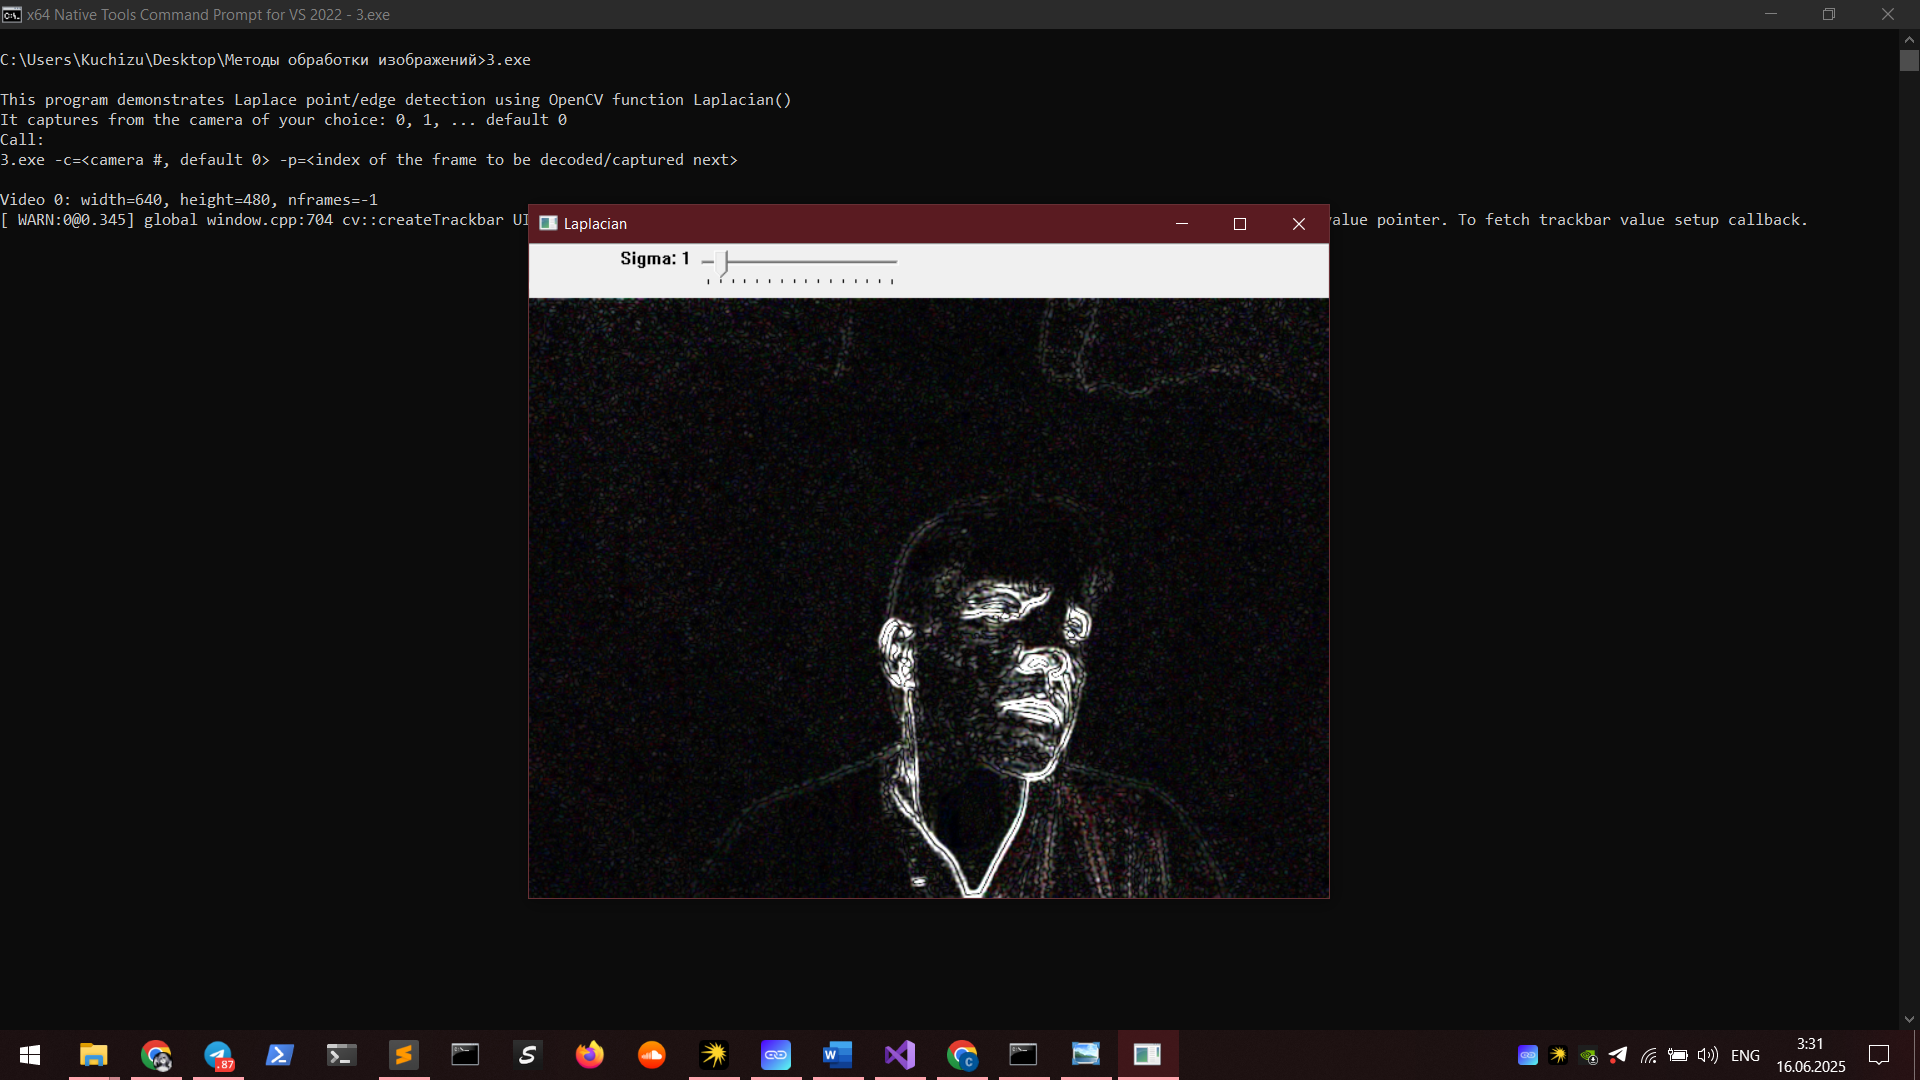 x64 Native Tools Command Prompt for VS 2022 - 3.exe
C:\Users\Kuchizu\Desktop\Методы обработки изображений>3.exe
This program demonstrates Laplace point/edge detection using OpenCV function Laplacian()
It captures from the camera of your choice: 0, 1, ... default 0
Call:
3.exe -c=<camera #, default 0> -p=<index of the frame to be decoded/captured next>
Video 0: width=640, height=480, nframes=-1
[ WARN:0@0.345] global window.cpp:704 cv::createTrackbar UI
alue pointer. To fetch trackbar value setup callback.
Laplacian
Sigma: 1
87
ENG
3:31
16.06.2025